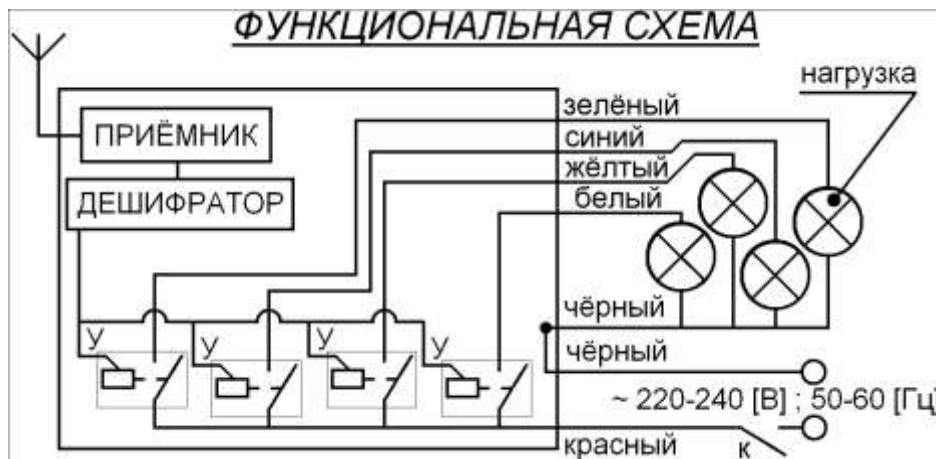 ФУНКЦИОНАЛЬНАЯ СХЕМА
нагрузка
зелёный
ПРИЁМНИК
синий
жёлтый
ДЕШИФРАТОР
белый
чёрный
У У У У
чёрный
~ 220-240 [В] ; 50-60 [Гц]
красный
к